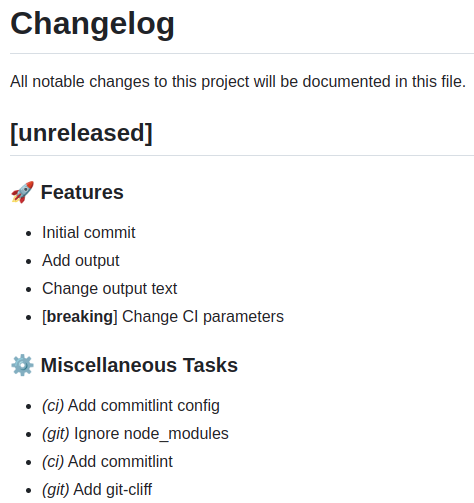 Changelog
All notable changes to this project will be documented in this file.
[unreleased]
🚀 Features
• Initial commit
• Add output
• Change output text
• [breaking] Change CI parameters
⚙️ Miscellaneous Tasks
• (ci) Add commitlint config
• (git) Ignore node_modules
• (ci) Add commitlint
• (git) Add git-cliff